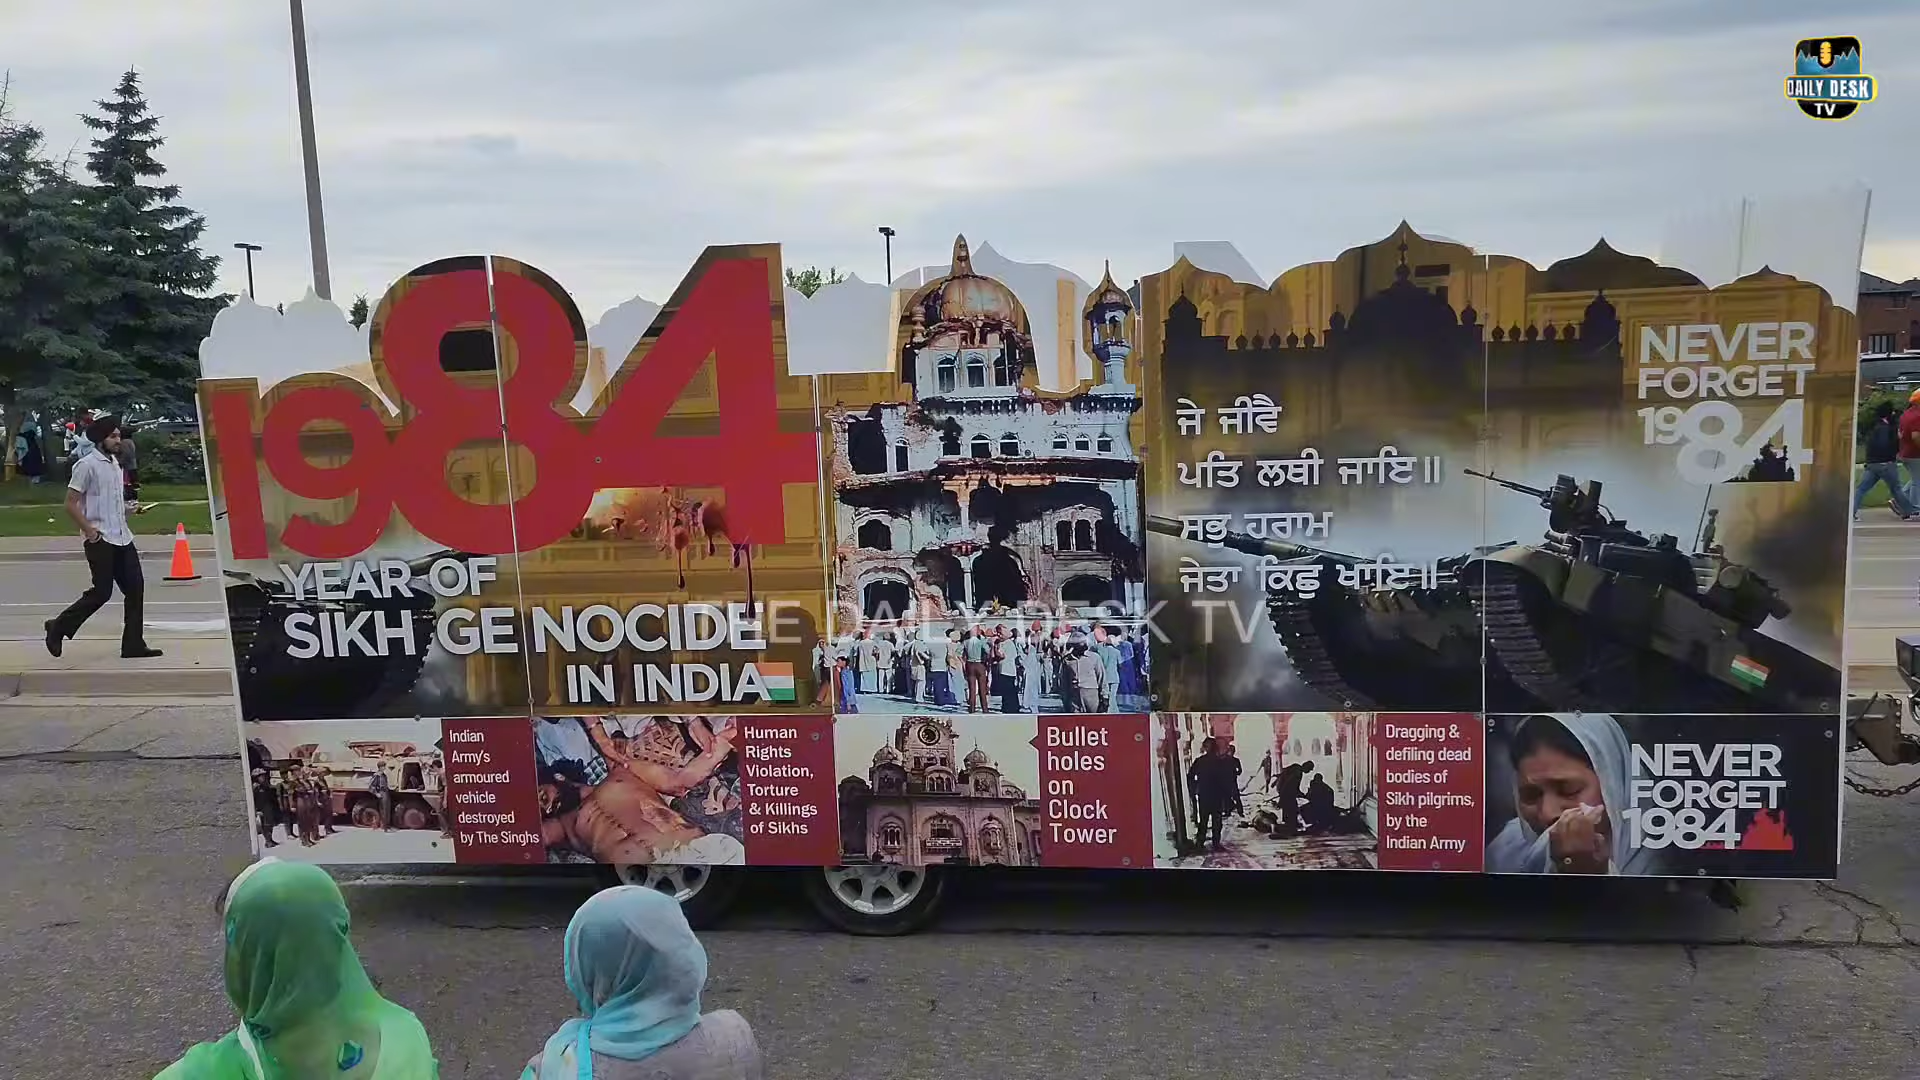 DAILY DESK
TV
1984
YEAR OF
SIKH GENOCIDE
IN INDIA
ਜੇ ਜੀਵੈ
ਪਤਿ ਲਥੀ ਜਾਇ॥
ਸਭੁ ਹਰਾਮ
ਜੇਤਾ ਕਿਛੁ ਖਾਇ॥
NEVER
FORGET
1984
THE DAILY DESK TV
Indian
Army's
armoured
vehicle
destroyed
by The Singhs
Human
Rights
Violation,
Torture
& Killings
of Sikhs
Bullet
holes
on
Clock
Tower
Dragging &
defiling dead
bodies of
Sikh pilgrims,
by the
Indian Army
NEVER
FORGET
1984